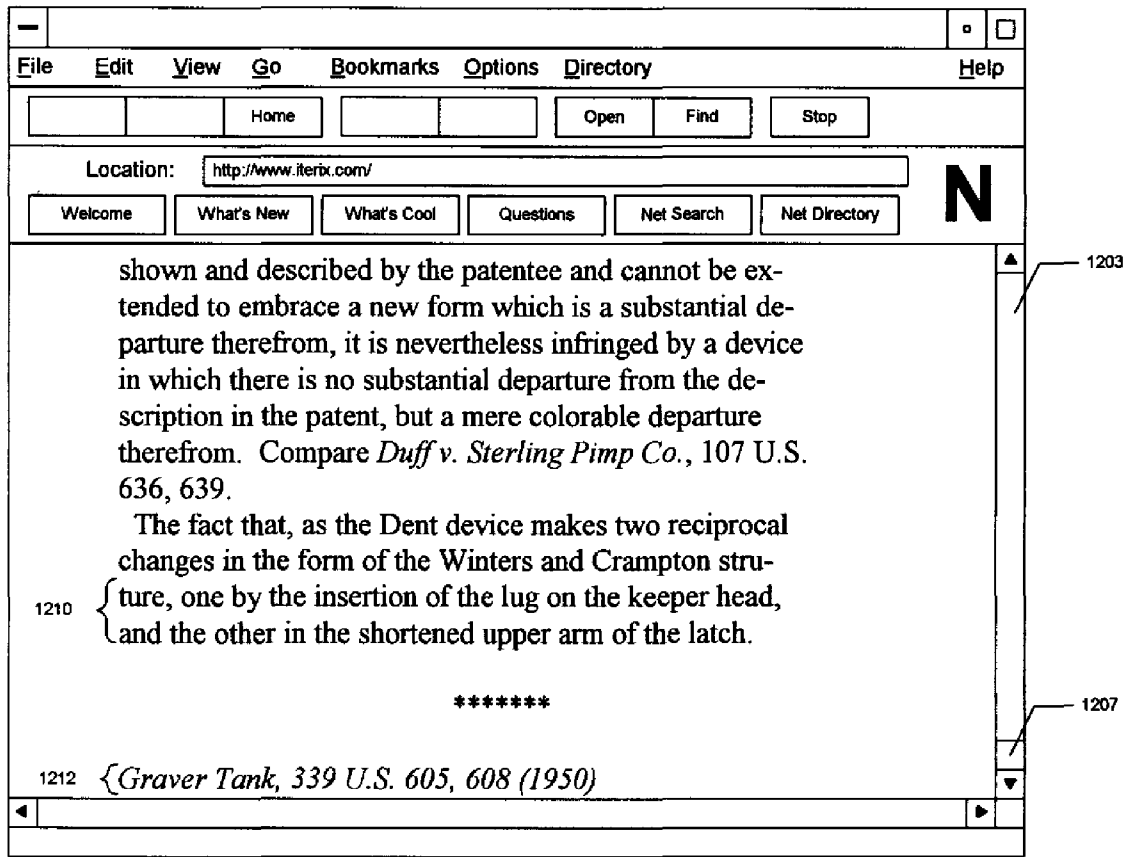 File Edit View Go Bookmarks Options Directory Help
Home Open Find Stop
Location: http://www.iterix.com/
N
Welcome What's New What's Cool Questions Net Search Net Directory
shown and described by the patentee and cannot be ex-
1203
tended to embrace a new form which is a substantial de-
parture therefrom, it is nevertheless infringed by a device
in which there is no substantial departure from the de-
scription in the patent, but a mere colorable departure
therefrom. Compare Duff v. Sterling Pimp Co., 107 U.S.
636, 639.
The fact that, as the Dent device makes two reciprocal
changes in the form of the Winters and Crampton stru-
1210 ture, one by the insertion of the lug on the keeper head,
and the other in the shortened upper arm of the latch.
*******
1207
1212 {Graver Tank, 339 U.S. 605, 608 (1950)